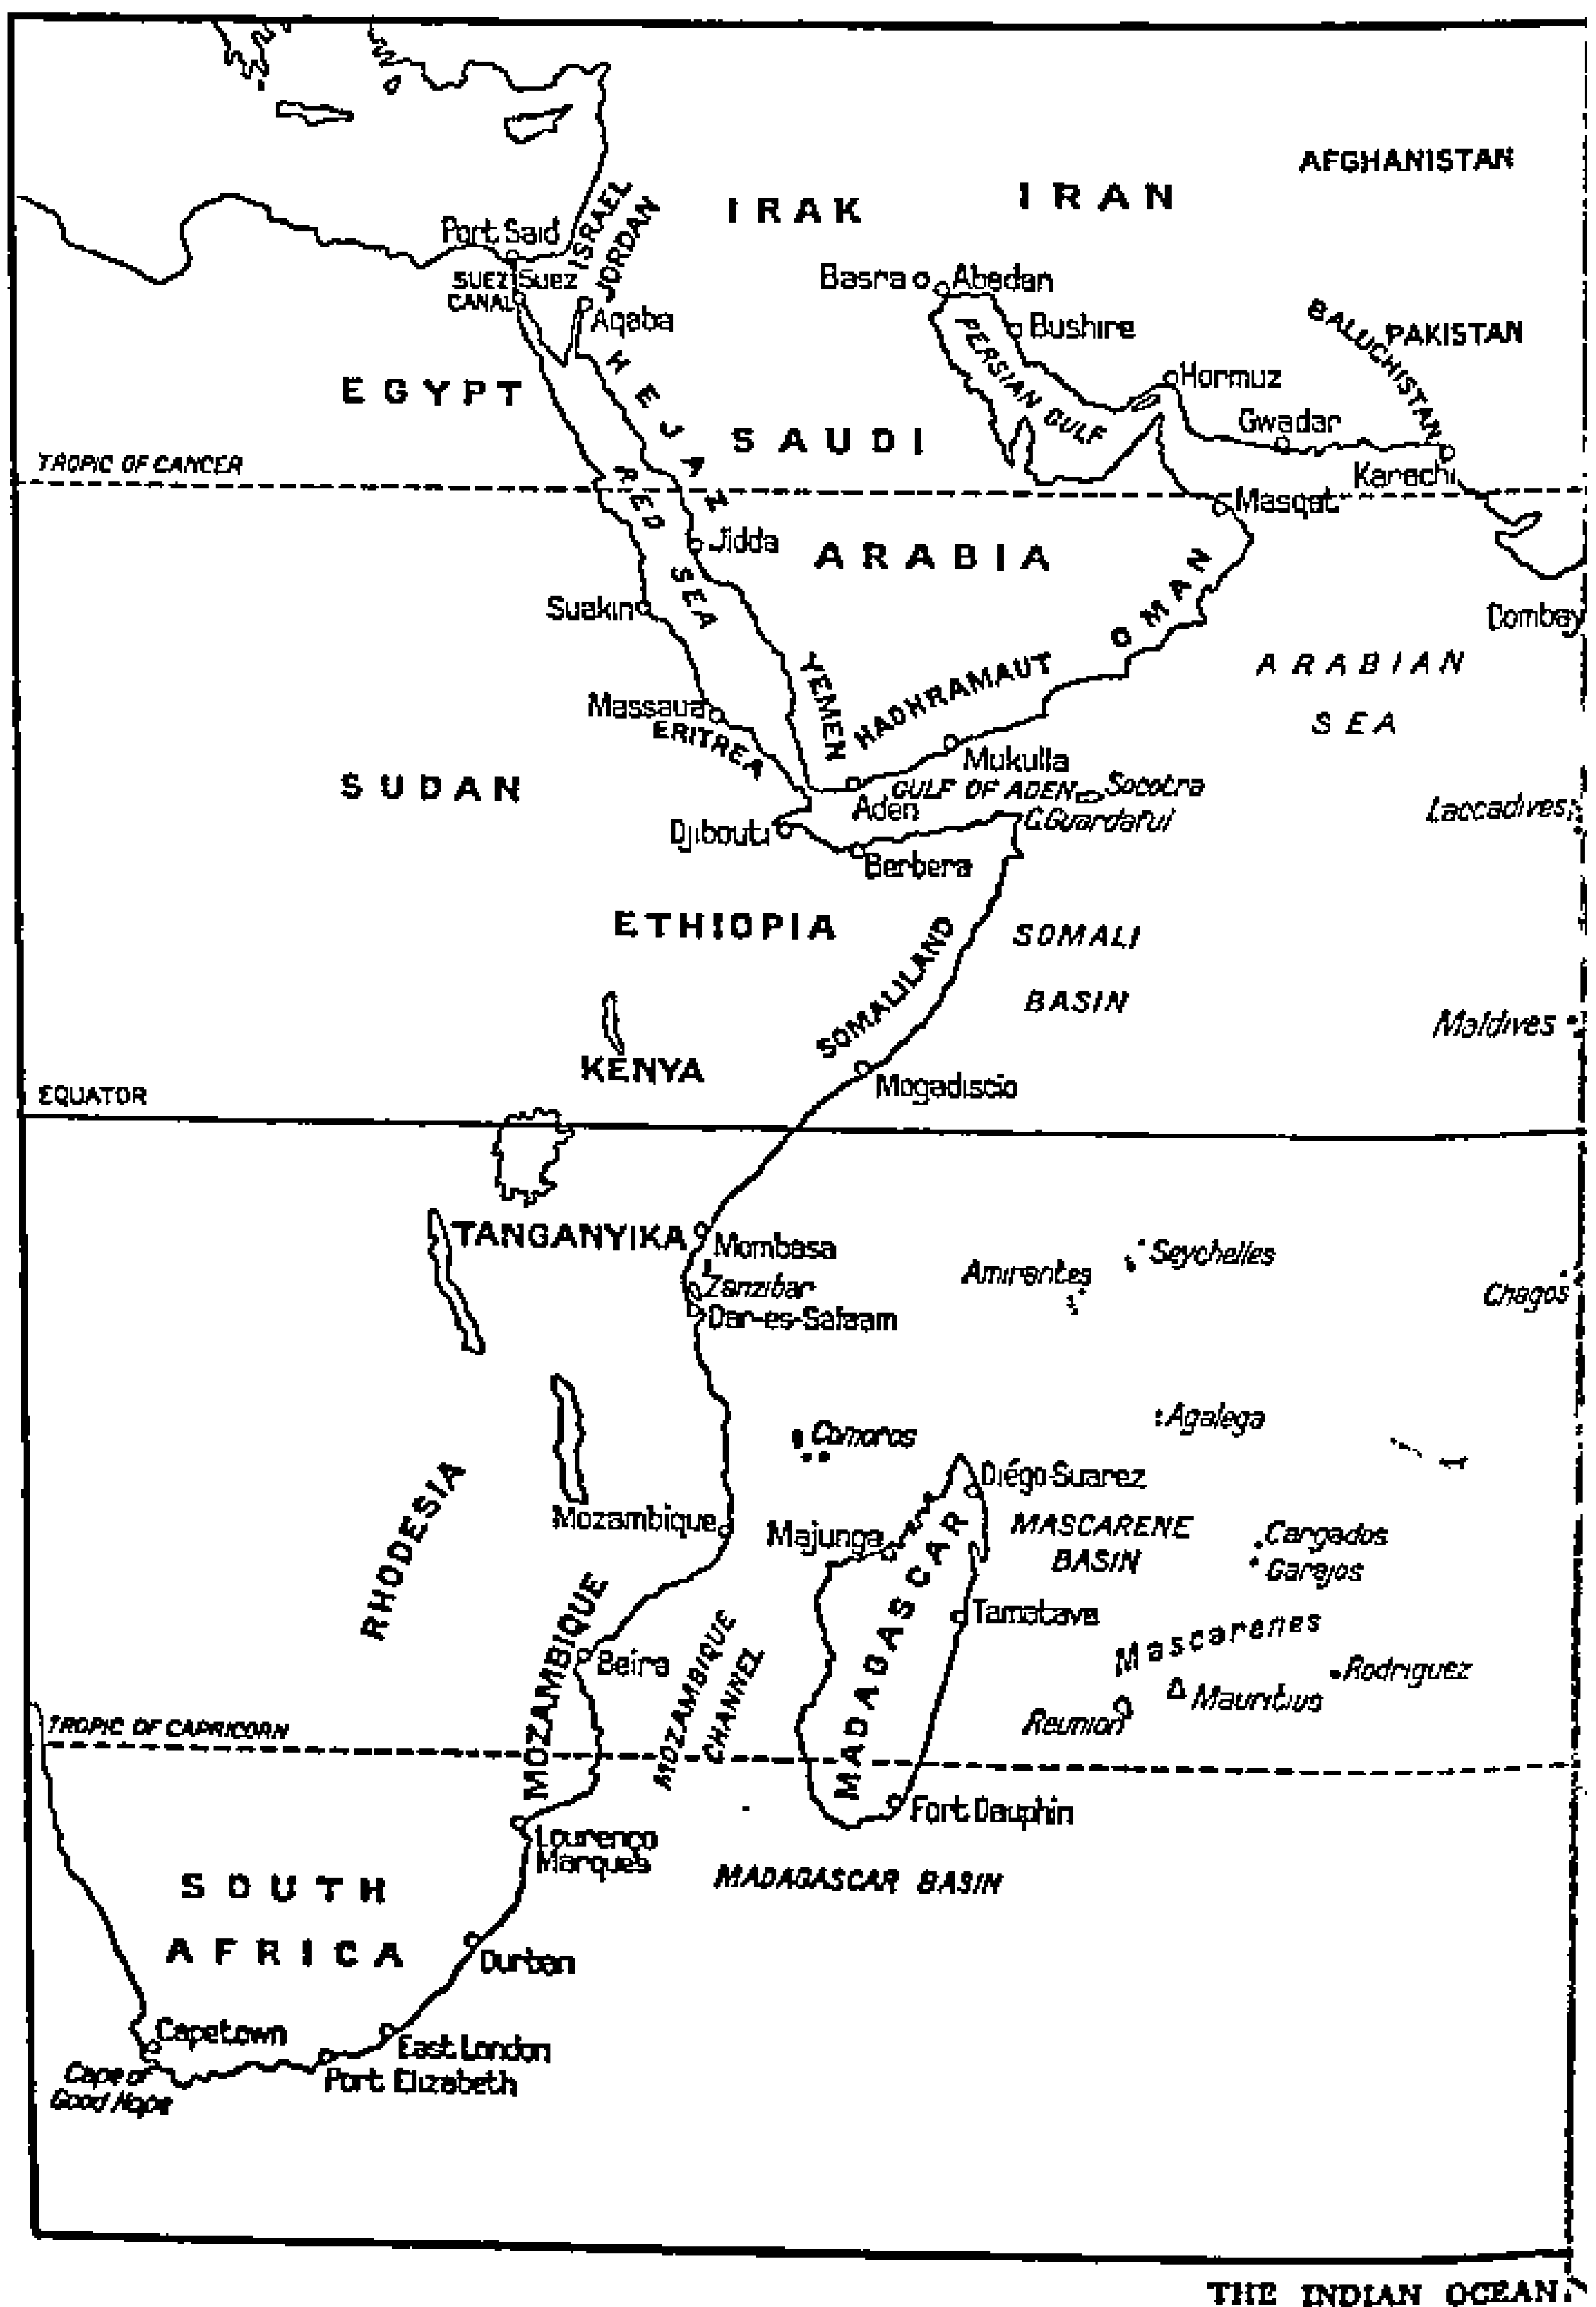 AFGHANISTAN
IRAK
IRAN
ISRAEL
JORDAN
Port Said
SUEZ
CANAL
Suez
Aqaba
Basra
Abadan
Bushire
PERSIAN GULF
BALUCHISTAN
PAKISTAN
Hormuz
Gwadar
Karachi
EGYPT
HEJAZ
SAUDI
ARABIA
TROPIC OF CANCER
RED SEA
Masqat
Jidda
Suakin
OMAN
Bombay
ARABIAN
SEA
YEMEN
HADHRAMAUT
Massaua
ERITREA
Mukulla
SUDAN
GULF OF ADEN
Socotra
Aden
C.Guardafui
Laccadives
Djibouti
Berbera
ETHIOPIA
SOMALILAND
SOMALI
BASIN
Maldives
KENYA
Mogadiscio
EQUATOR
TANGANYIKA
Mombasa
Zanzibar
Dar-es-Salaam
Amirantes
Seychelles
Chagos
Comoros
Agalega
RHODESIA
Diégo-Suarez
Mozambique
Majunga
MADAGASCAR
MASCARENE
BASIN
Cargados
Garejos
Tamatave
MOZAMBIQUE
Beira
MOZAMBIQUE
CHANNEL
Mascarenes
Rodriguez
Mauritius
Reunion
TROPIC OF CAPRICORN
Fort Dauphin
Lourenço
Marques
MADAGASCAR BASIN
SOUTH
AFRICA
Durban
Capetown
East London
Port Elizabeth
Cape of
Good Hope
THE INDIAN OCEAN